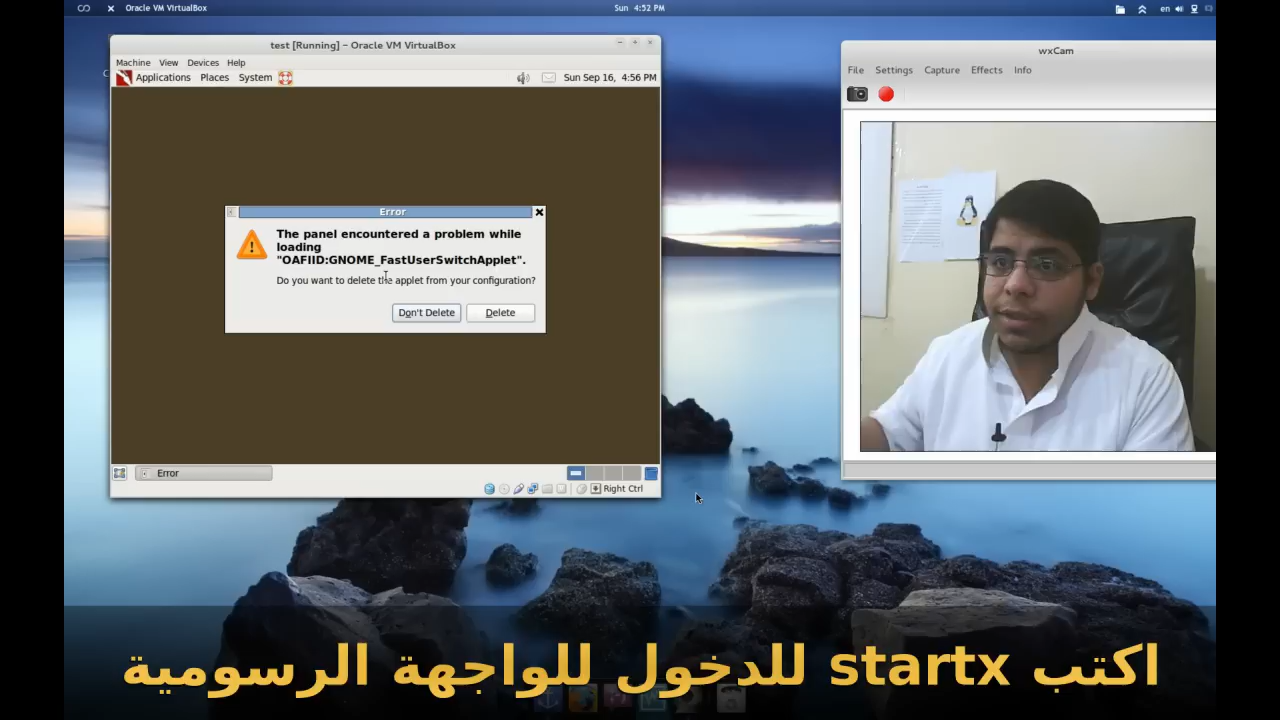 Oracle VM VirtualBox
Sun 4:52 PM
en
test [Running] – Oracle VM VirtualBox
Machine View Devices Help
Applications Places System
Sun Sep 16, 4:56 PM
Error
The panel encountered a problem while
loading
"OAFIID:GNOME_FastUserSwitchApplet".
Do you want to delete the applet from your configuration?
Don't Delete
Delete
Error
Right Ctrl
wxCam
File Settings Capture Effects Info
اكتب startx للدخول للواجهة الرسومية